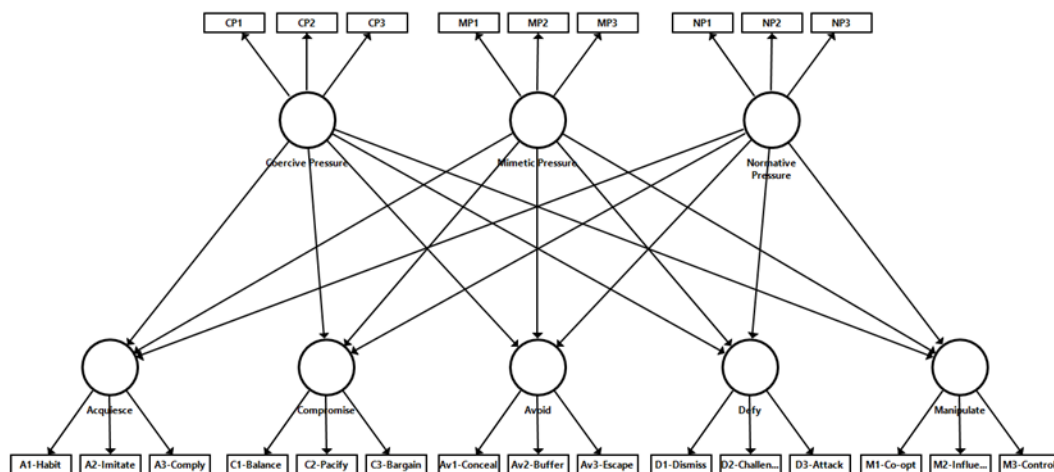 CP1 CP2 CP3 MP1 MP2 MP3 NP1 NP2 NP3
Coercive Pressure Mimetic Pressure Normative
Pressure
Acquiesce Compromise Avoid Defy Manipulate
A1-Habit A2-Imitate A3-Comply C1-Balance C2-Pacify C3-Bargain Av1-Conceal Av2-Buffer Av3-Escape D1-Dismiss D2-Challen... D3-Attack M1-Co-opt M2-Influe... M3-Control